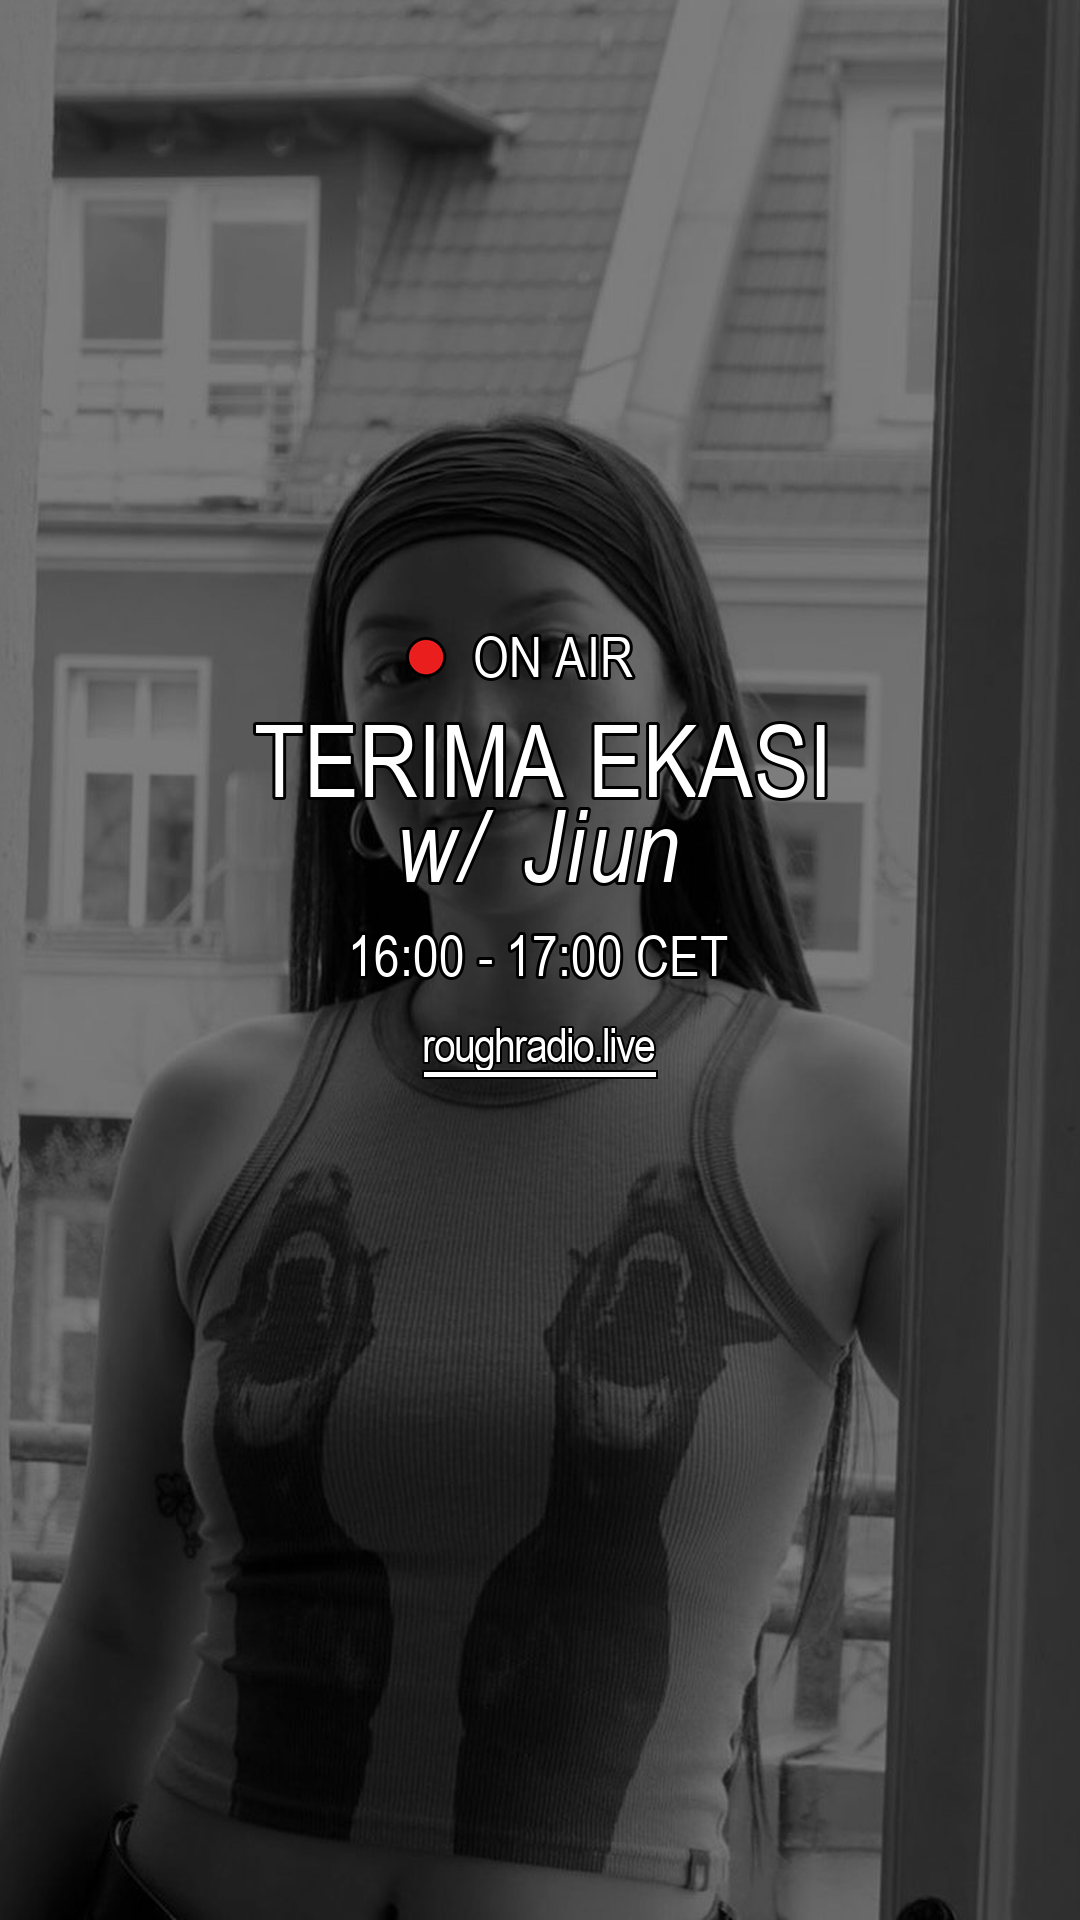 ON AIR
TERIMA EKASI
w/ Jiun
16:00 - 17:00 CET
roughradio.live